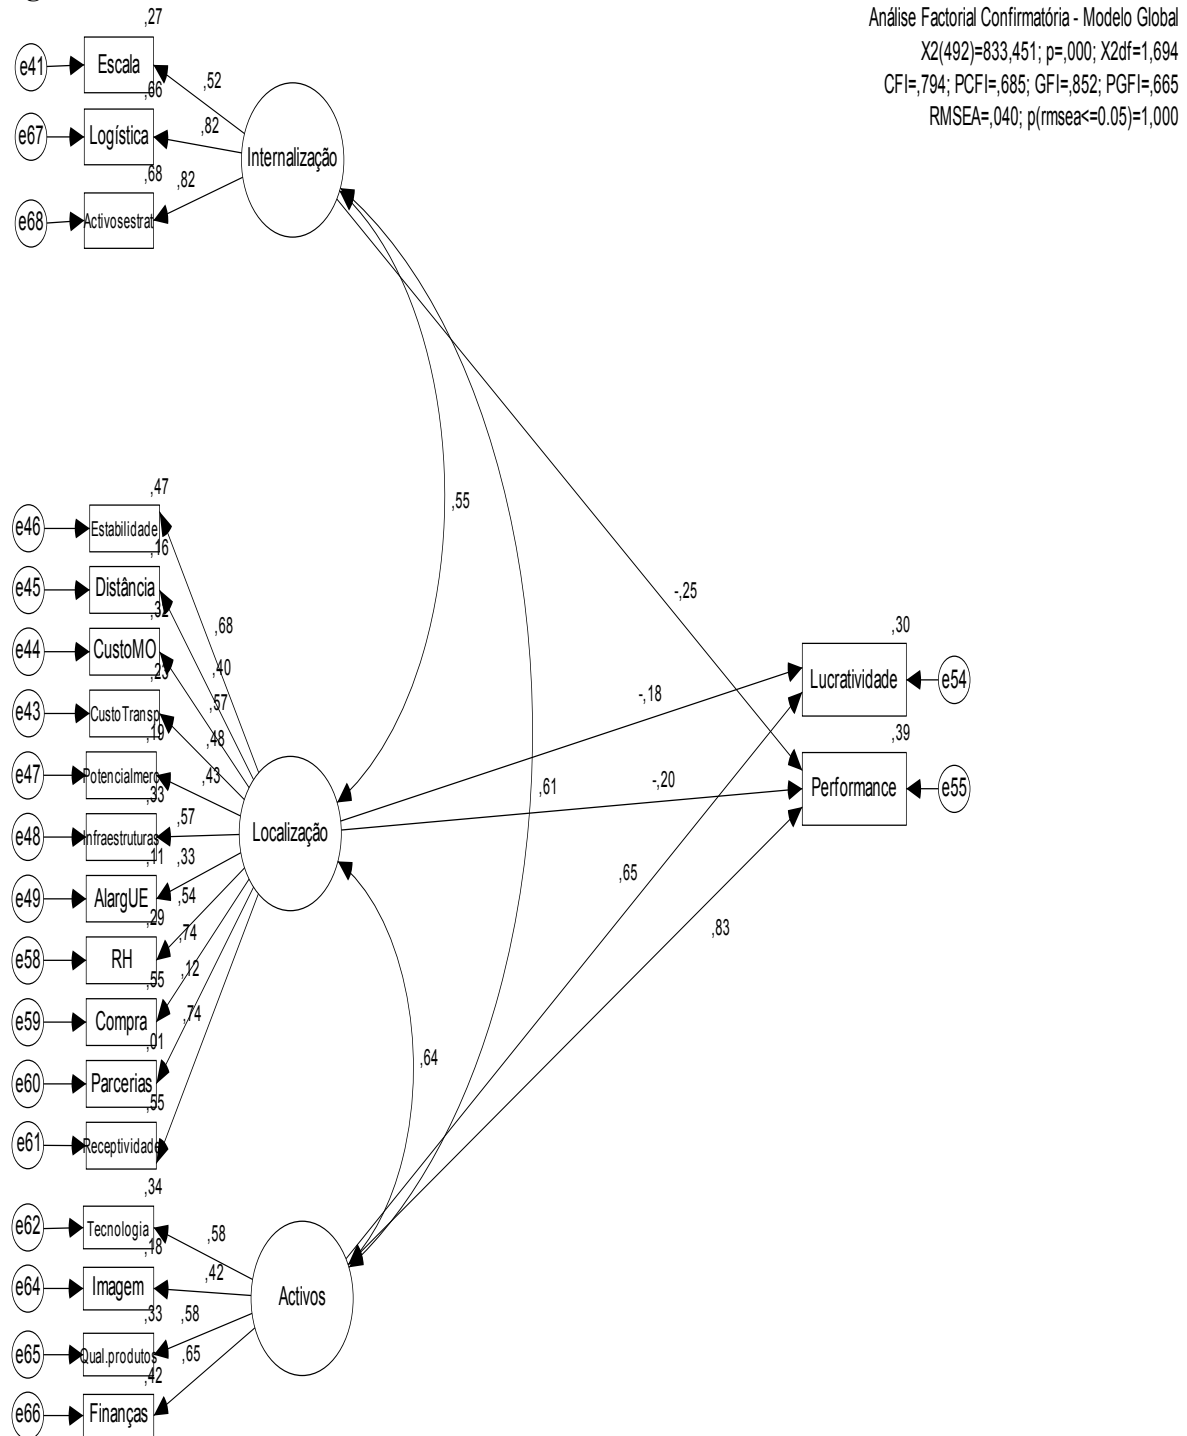 Análise Factorial Confirmatória - Modelo Global
X2(492)=833,451; p=,000; X2df=1,694
CFI=,794; PCFI=,685; GFI=,852; PGFI=,665
RMSEA=,040; p(rmsea<=0.05)=1,000
,27
e41
Escala
,52
,66
e67
Logística
,82
Internalização
,68
,82
e68
Activosestrat
,55
,47
e46
Estabilidade
,16
-,25
e45
Distância
,32
,68
,30
e44
CustoMO
,40
,23
Lucratividade
e54
,57
-,18
e43
CustoTransp
,19
,48
,39
e47
Potencialmerc
,43
-,20
,61
Performance
e55
,33
,57
e48
Infraestruturas
Localização
,11
,33
,65
e49
AlargUE
,54
,29
,74
,83
e58
RH
,12
,55
,74
e59
Compra
,01
,64
e60
Parcerias
,55
e61
Receptividade
,34
e62
Tecnologia
,58
,18
,42
e64
Imagem
Activos
,33
,58
e65
Qual.produtos
,65
,42
e66
Finanças